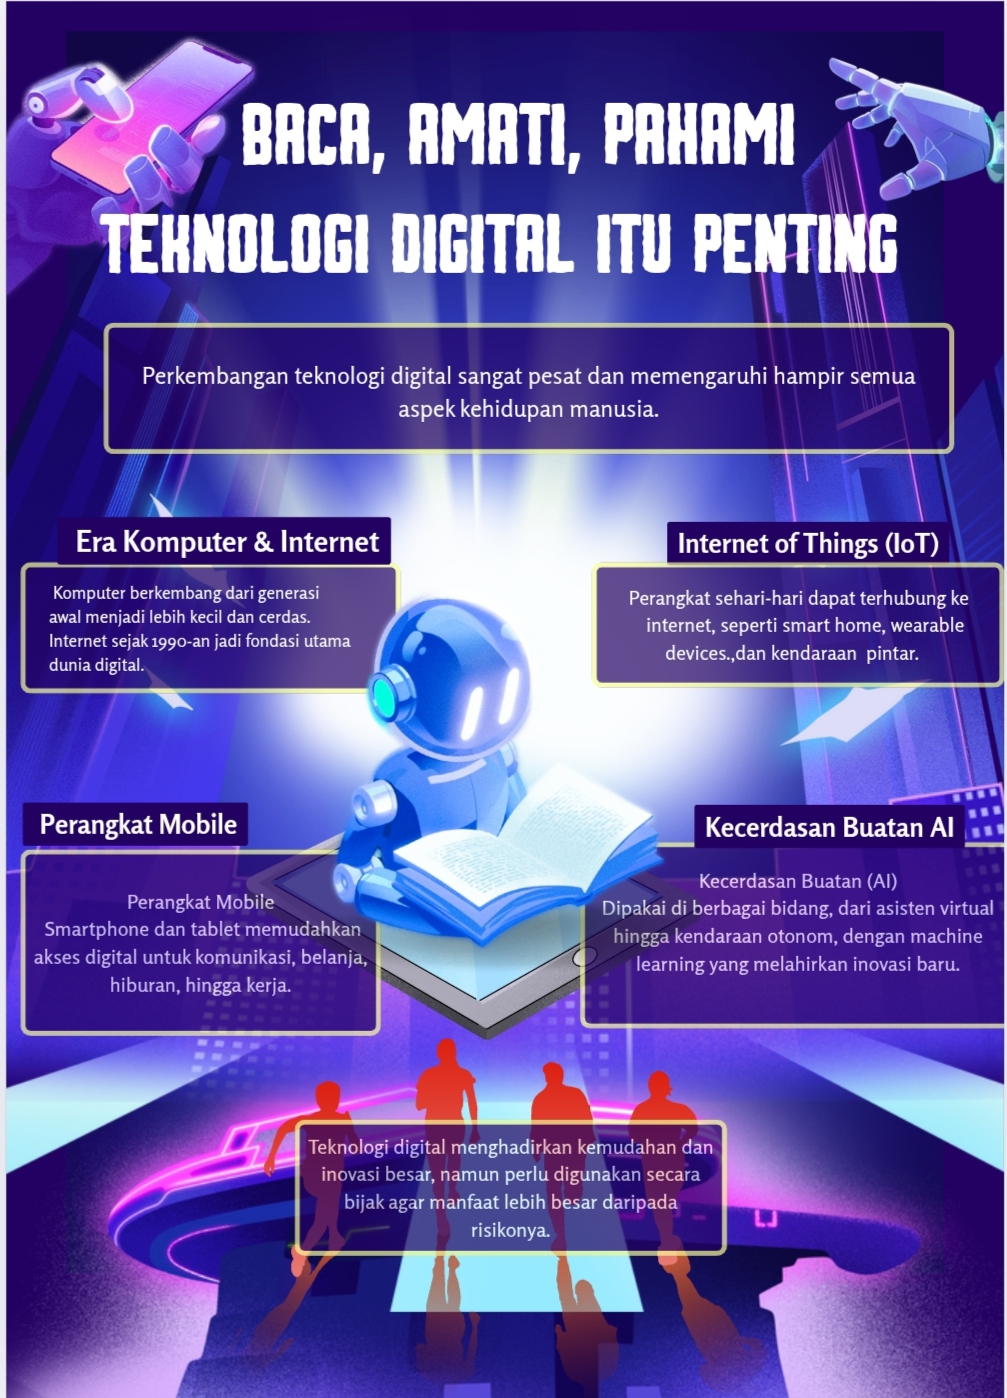 BACA, AMATI, PAHAMI
TEKNOLOGI DIGITAL ITU PENTING
Perkembangan teknologi digital sangat pesat dan memengaruhi hampir semua
aspek kehidupan manusia.
Era Komputer & Internet
Komputer berkembang dari generasi
awal menjadi lebih kecil dan cerdas.
Internet sejak 1990-an jadi fondasi utama
dunia digital.
Internet of Things (IoT)
Perangkat sehari-hari dapat terhubung ke
internet, seperti smart home, wearable
devices.,dan kendaraan  pintar.
Perangkat Mobile
Perangkat Mobile
Smartphone dan tablet memudahkan
akses digital untuk komunikasi, belanja,
hiburan, hingga kerja.
Kecerdasan Buatan AI
Kecerdasan Buatan (AI)
Dipakai di berbagai bidang, dari asisten virtual
hingga kendaraan otonom, dengan machine
learning yang melahirkan inovasi baru.
Teknologi digital menghadirkan kemudahan dan
inovasi besar, namun perlu digunakan secara
bijak agar manfaat lebih besar daripada
risikonya.